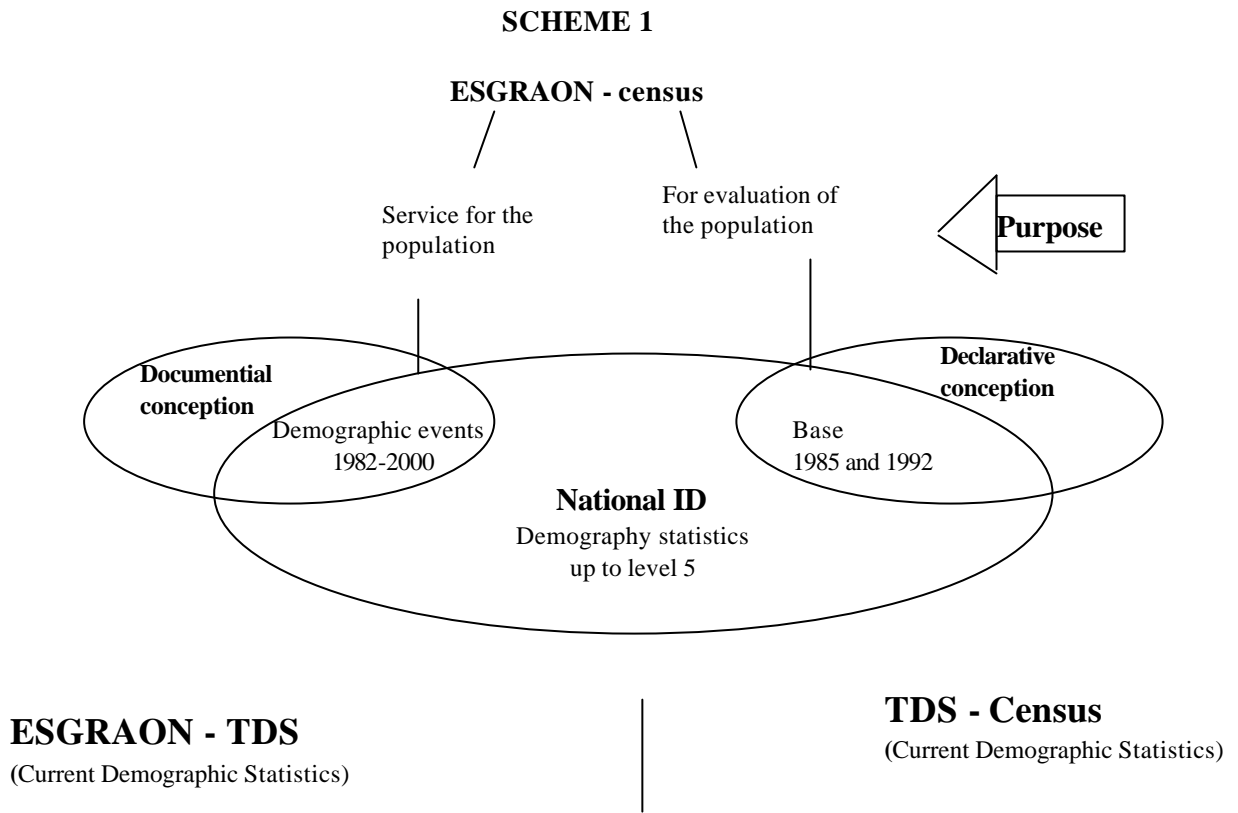 SCHEME 1
ESGRAON - census
Service for the
population
For evaluation of
the population
Purpose
Documential
conception
Declarative
conception
Demographic events
1982-2000
Base
1985 and 1992
National ID
Demography statistics
up to level 5
ESGRAON - TDS
(Current Demographic Statistics)
TDS - Census
(Current Demographic Statistics)